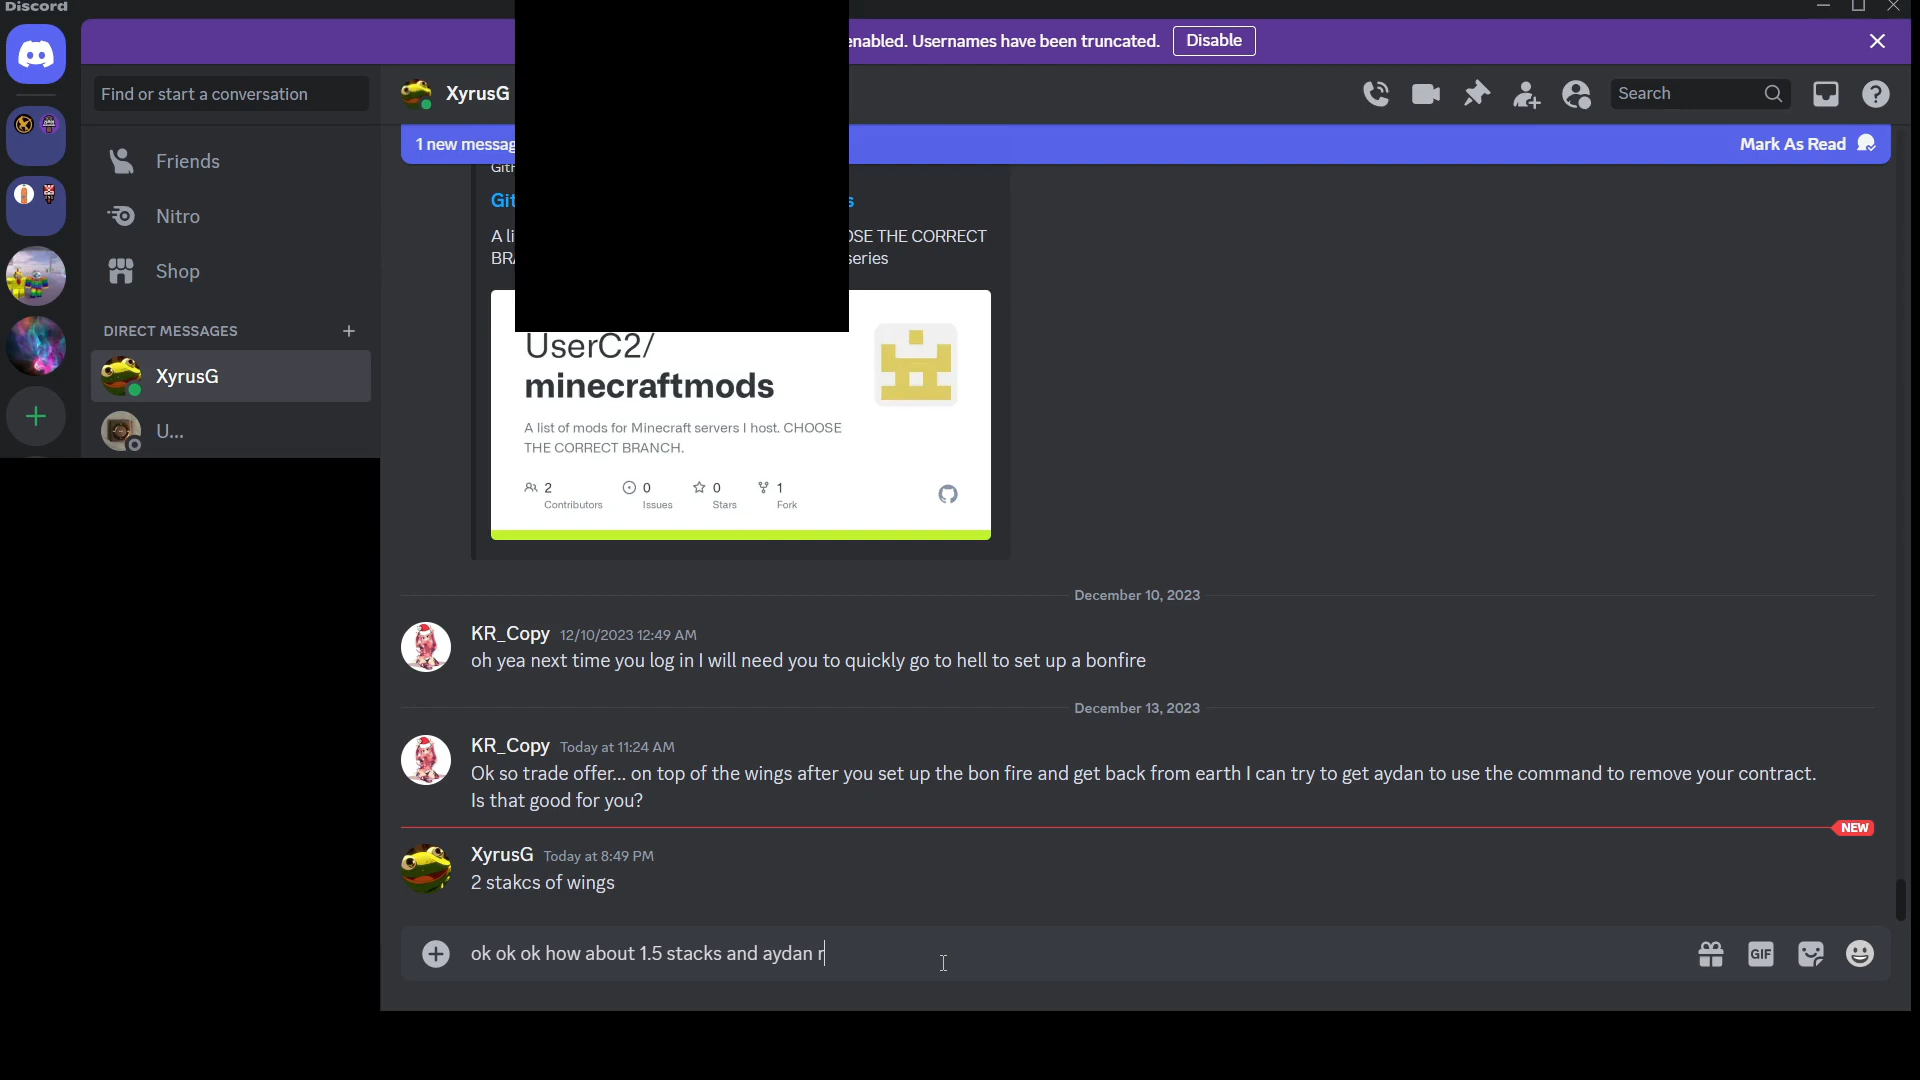 Discord
enabled. Usernames have been truncated. Disable
Find or start a conversation
XyrusG
Search
1 new messag
Mark As Read
Friends
Nitro
Shop
DIRECT MESSAGES
XyrusG
U...
GitH
Git s
A li OSE THE CORRECT
BRA series
UserC2/
minecraftmods
A list of mods for Minecraft servers I host. CHOOSE
THE CORRECT BRANCH.
2 0 0 1
Contributors Issues Stars Fork
December 10, 2023
KR_Copy 12/10/2023 12:49 AM
oh yea next time you log in I will need you to quickly go to hell to set up a bonfire
December 13, 2023
KR_Copy Today at 11:24 AM
Ok so trade offer... on top of the wings after you set up the bon fire and get back from earth I can try to get aydan to use the command to remove your contract.
Is that good for you?
NEW
XyrusG Today at 8:49 PM
2 stakcs of wings
ok ok ok how about 1.5 stacks and aydan r
GIF